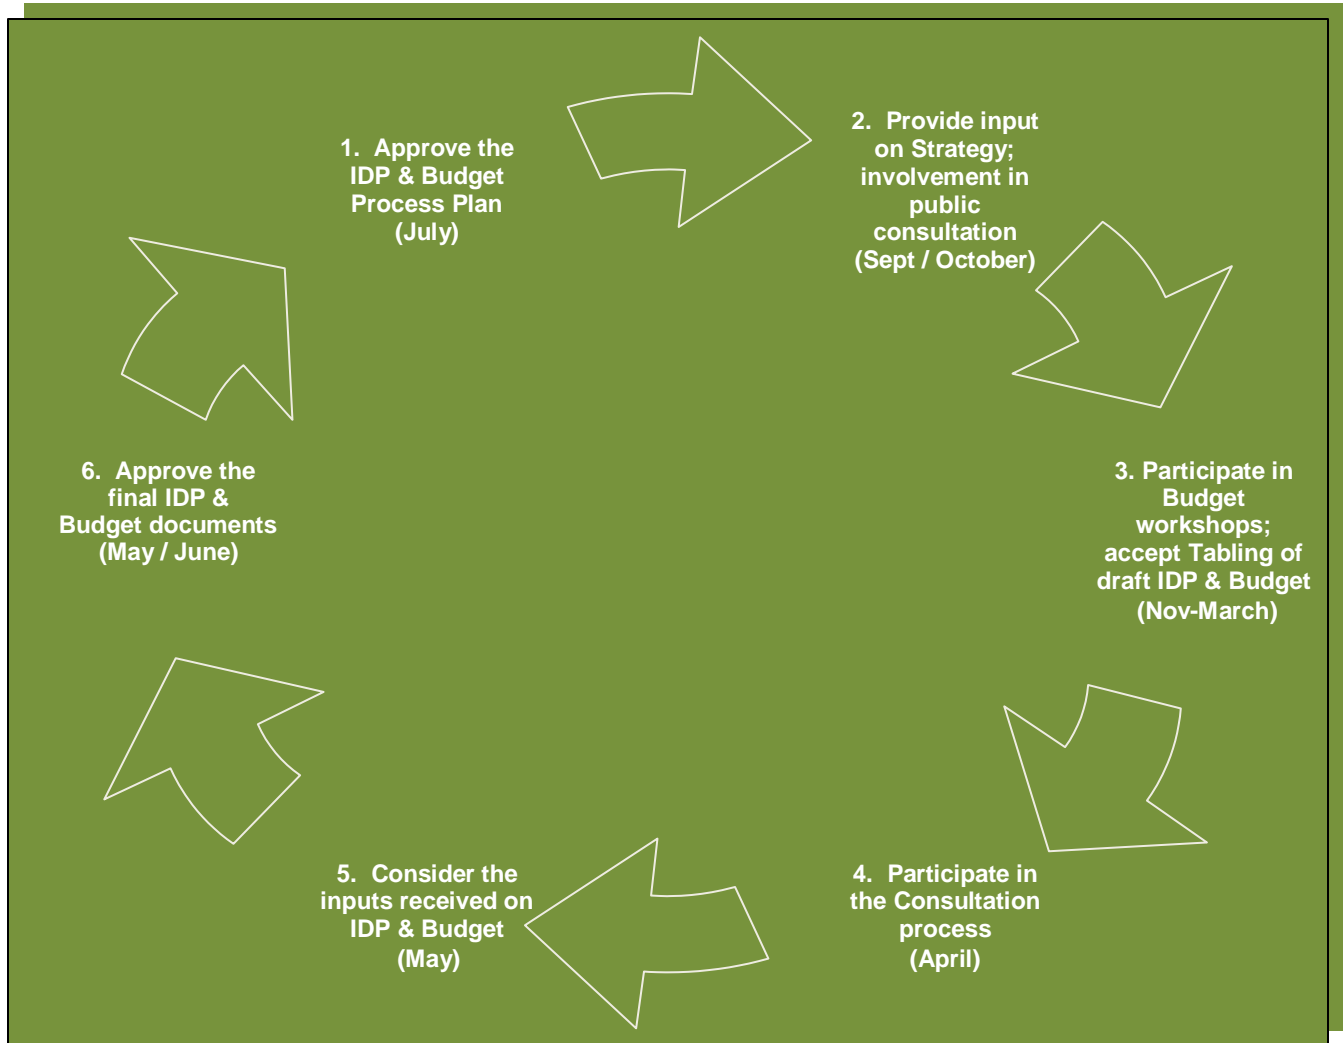 1. Approve the
IDP & Budget
Process Plan
(July)
2. Provide input
on Strategy;
involvement in
public
consultation
(Sept / October)
3. Participate in
Budget
workshops;
accept Tabling of
draft IDP & Budget
(Nov-March)
4. Participate in
the Consultation
process
(April)
5. Consider the
inputs received on
IDP & Budget
(May)
6. Approve the
final IDP &
Budget documents
(May / June)